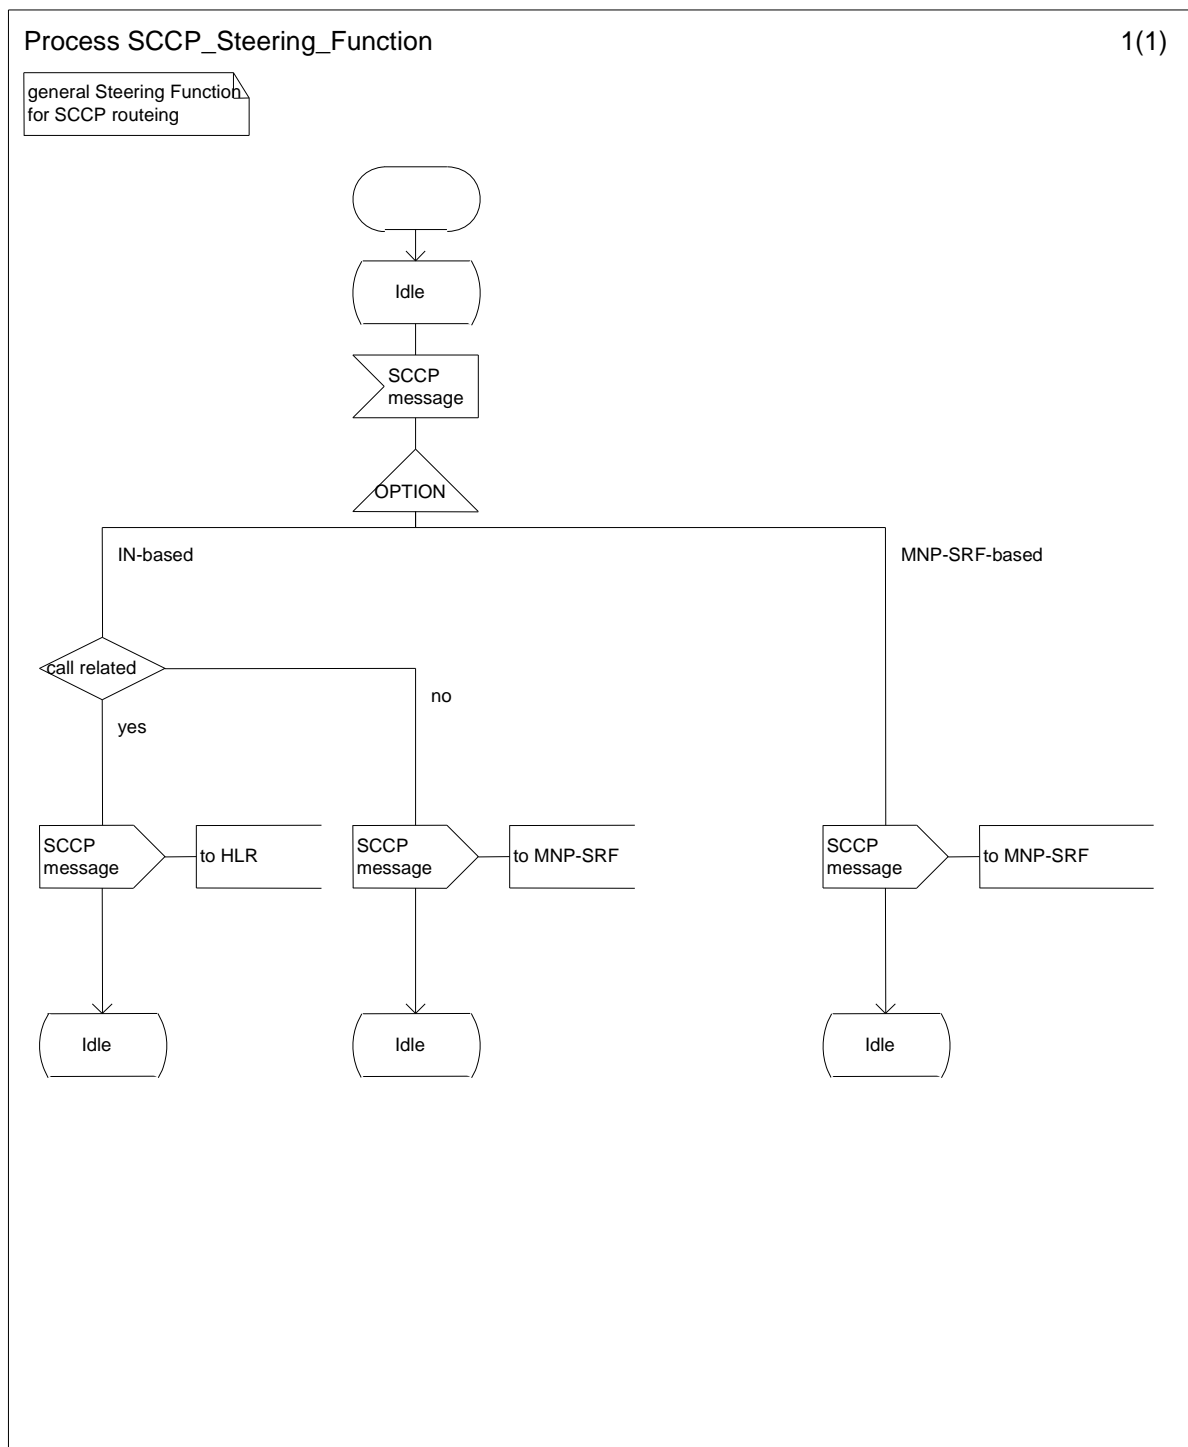 Process SCCP_Steering_Function
1(1)
general Steering Function
for SCCP routeing
Idle
SCCP
message
OPTION
IN-based
MNP-SRF-based
call related
no
yes
SCCP
message
to HLR
SCCP
message
to MNP-SRF
SCCP
message
to MNP-SRF
Idle
Idle
Idle